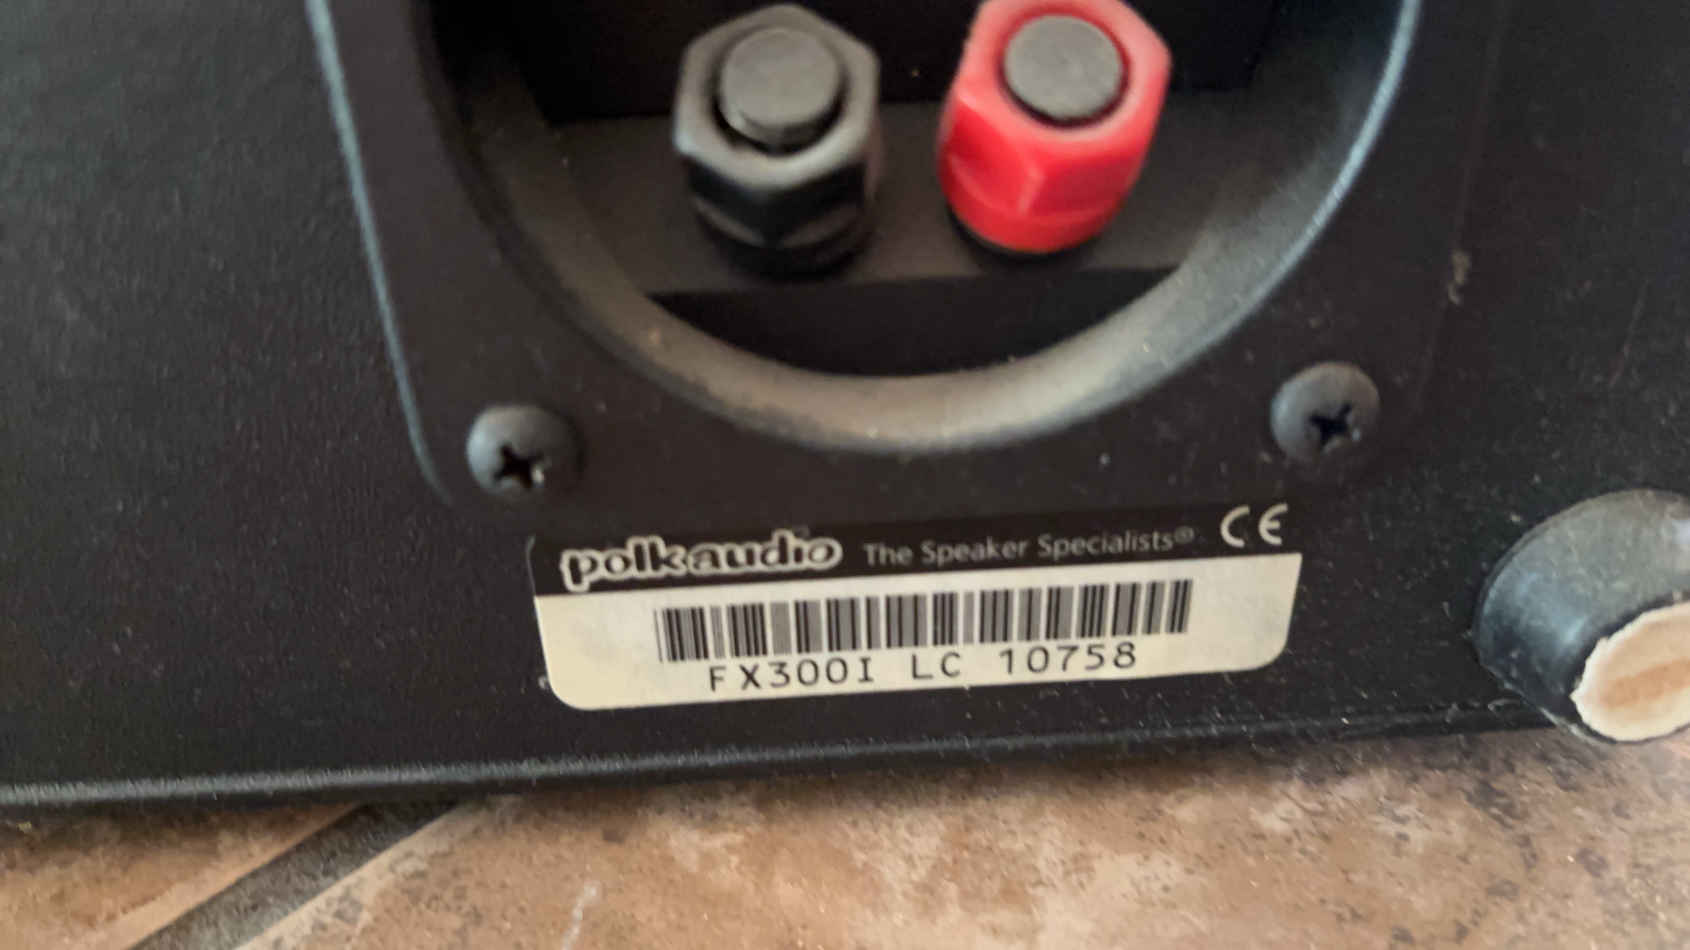 polkaudio The Speaker Specialists® CE
FX300I LC 10758